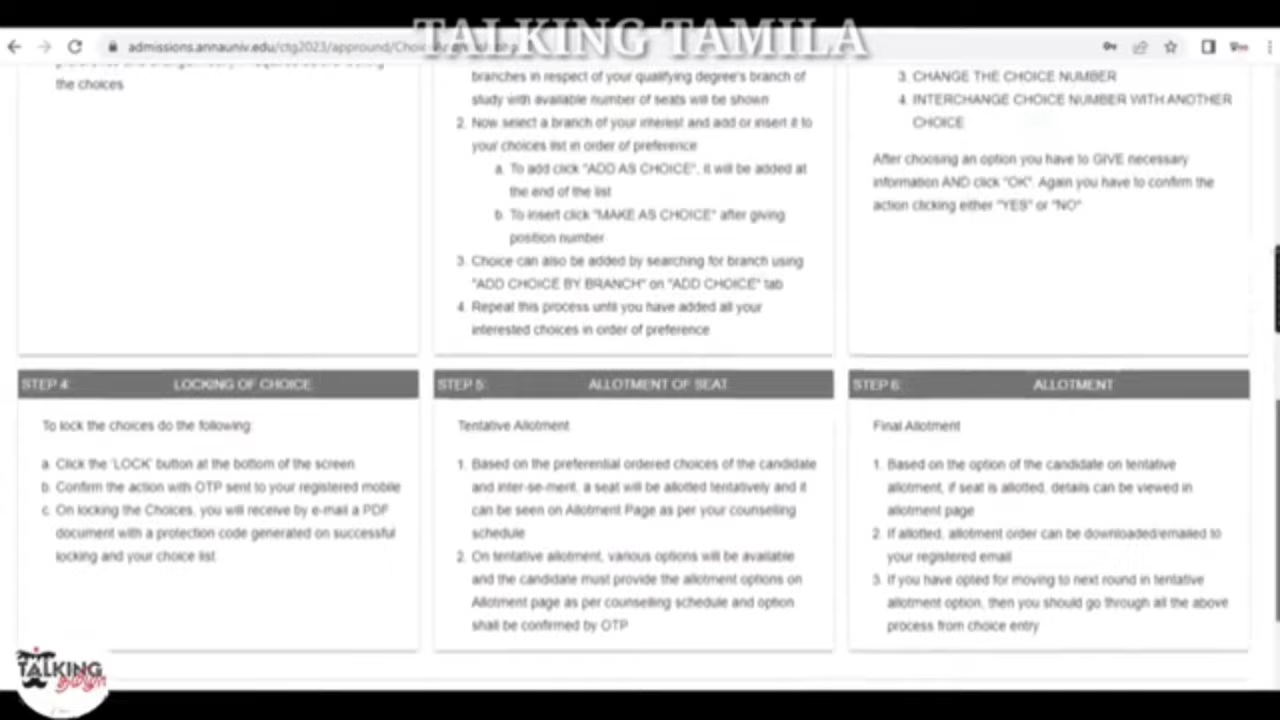 TALKING TAMILA
admissions.annauniv.edu/ctg2023/appround/
the choices
branches in respect of your qualifying degree's branch of
study with available number of seats will be shown
2. Now select a branch of your interest and add or insert it to
your choices list in order of preference
a. To add click "ADD AS CHOICE", it will be added at
the end of the list
b. To insert click "MAKE AS CHOICE" after giving
position number
3. Choice can also be added by searching for branch using
"ADD CHOICE BY BRANCH" on "ADD CHOICE" tab
4. Repeat this process until you have added all your
interested choices in order of preference
3. CHANGE THE CHOICE NUMBER
4. INTERCHANGE CHOICE NUMBER WITH ANOTHER
CHOICE
After choosing an option you have to GIVE necessary
information AND click "OK". Again you have to confirm the
action clicking either "YES" or "NO"
STEP 4: LOCKING OF CHOICE
To lock the choices do the following:
a. Click the 'LOCK' button at the bottom of the screen
b. Confirm the action with OTP sent to your registered mobile
c. On locking the Choices, you will receive by e-mail a PDF
document with a protection code generated on successful
locking and your choice list
STEP 5: ALLOTMENT OF SEAT
Tentative Allotment
1. Based on the preferential ordered choices of the candidate
and inter-se-merit, a seat will be allotted tentatively and it
can be seen on Allotment Page as per your counselling
schedule
2. On tentative allotment, various options will be available
and the candidate must provide the allotment options on
Allotment page as per counselling schedule and option
shall be confirmed by OTP
STEP 6: ALLOTMENT
Final Allotment
1. Based on the option of the candidate on tentative
allotment, if seat is allotted, details can be viewed in
allotment page
2. If allotted, allotment order can be downloaded/emailed to
your registered email
3. If you have opted for moving to next round in tentative
allotment option, then you should go through all the above
process from choice entry
TALKING
தமிழா